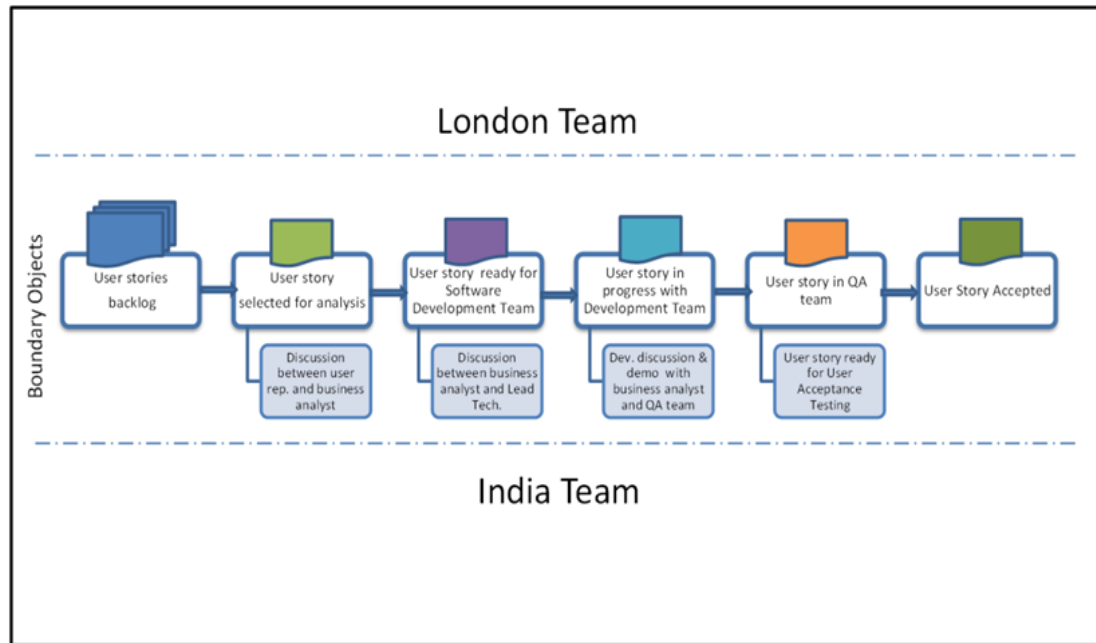 London Team
Boundary Objects
User stories
backlog
User story
selected for analysis
User story ready for
Software
Development Team
User story in
progress with
Development Team
User story in QA
team
User Story Accepted
Discussion
between user
rep. and business
analyst
Discussion
between business
analyst and Lead
Tech.
Dev. discussion &
demo with
business analyst
and QA team
User story ready
for User
Acceptance
Testing
India Team